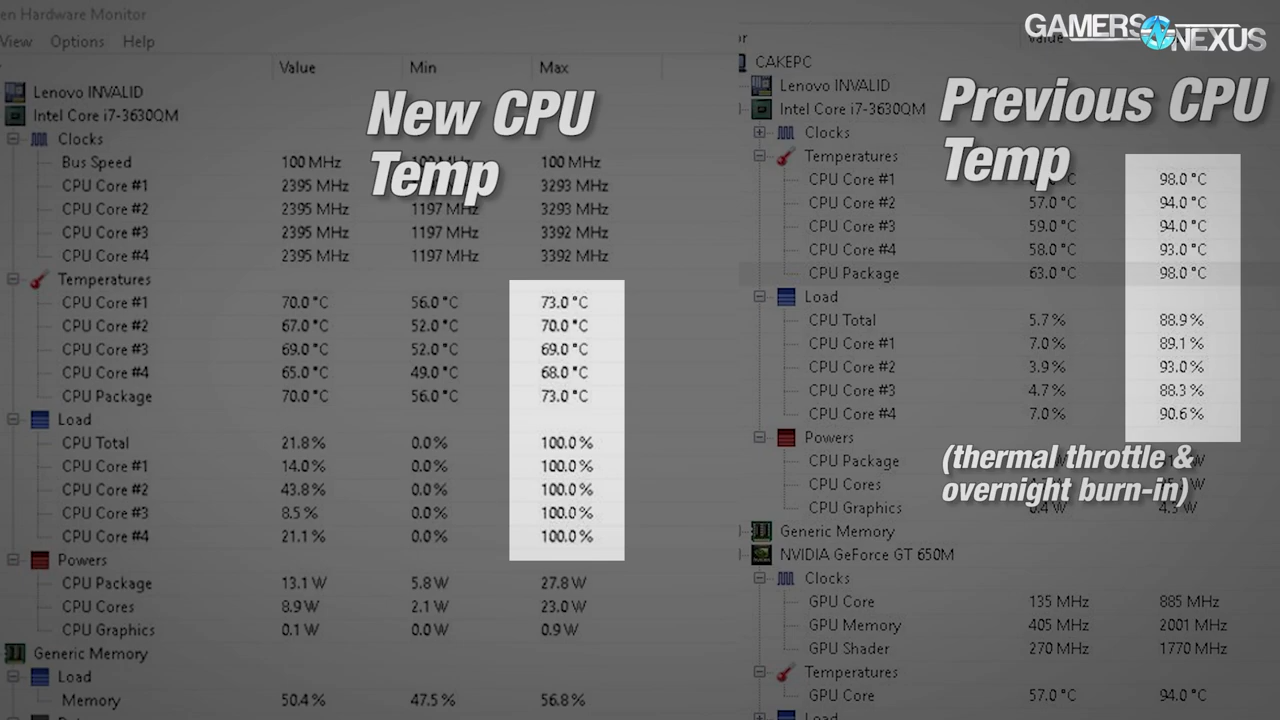 en Hardware Monitor
View Options Help
Value Min Max
Lenovo INVALID
Intel Core i7-3630QM
Clocks
Bus Speed 100 MHz 100 MHz 100 MHz
CPU Core #1 2395 MHz 3293 MHz
CPU Core #2 2395 MHz 1197 MHz 3293 MHz
CPU Core #3 2395 MHz 1197 MHz 3392 MHz
CPU Core #4 2395 MHz 1197 MHz 3392 MHz
Temperatures
CPU Core #1 70.0 °C 56.0 °C 73.0 °C
CPU Core #2 67.0 °C 52.0 °C 70.0 °C
CPU Core #3 69.0 °C 52.0 °C 69.0 °C
CPU Core #4 65.0 °C 49.0 °C 68.0 °C
CPU Package 70.0 °C 56.0 °C 73.0 °C
Load
CPU Total 21.8 % 0.0 % 100.0 %
CPU Core #1 14.0 % 0.0 % 100.0 %
CPU Core #2 43.8 % 0.0 % 100.0 %
CPU Core #3 8.5 % 0.0 % 100.0 %
CPU Core #4 21.1 % 0.0 % 100.0 %
Powers
CPU Package 13.1 W 5.8 W 27.8 W
CPU Cores 8.9 W 2.1 W 23.0 W
CPU Graphics 0.1 W 0.0 W 0.9 W
Generic Memory
Load
Memory 50.4 % 47.5 % 56.8 %
New CPU
Temp
GAMERS
NEXUS
Value
CAKEPC
Lenovo INVALID
Intel Core i7-3630QM
Clocks
Temperatures
CPU Core #1 98.0 °C
CPU Core #2 57.0 °C 94.0 °C
CPU Core #3 59.0 °C 94.0 °C
CPU Core #4 58.0 °C 93.0 °C
CPU Package 63.0 °C 98.0 °C
Load
CPU Total 5.7 % 88.9 %
CPU Core #1 7.0 % 89.1 %
CPU Core #2 3.9 % 93.0 %
CPU Core #3 4.7 % 88.3 %
CPU Core #4 7.0 % 90.6 %
Powers
CPU Package
CPU Cores
CPU Graphics 0.4 W 4.3 W
Generic Memory
NVIDIA GeForce GT 650M
Clocks
GPU Core 135 MHz 885 MHz
GPU Memory 405 MHz 2001 MHz
GPU Shader 270 MHz 1770 MHz
Temperatures
GPU Core 57.0 °C 94.0 °C
Load
Previous CPU
Temp
(thermal throttle &
overnight burn-in)